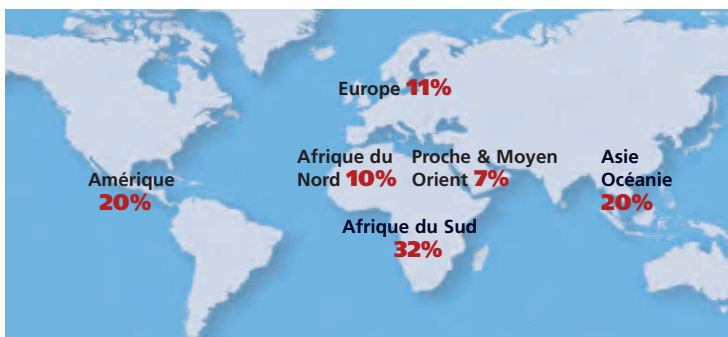 Europe 11%
Afrique du
Nord 10%
Proche & Moyen
Orient 7%
Asie
Océanie
20%
Amérique
20%
Afrique du Sud
32%